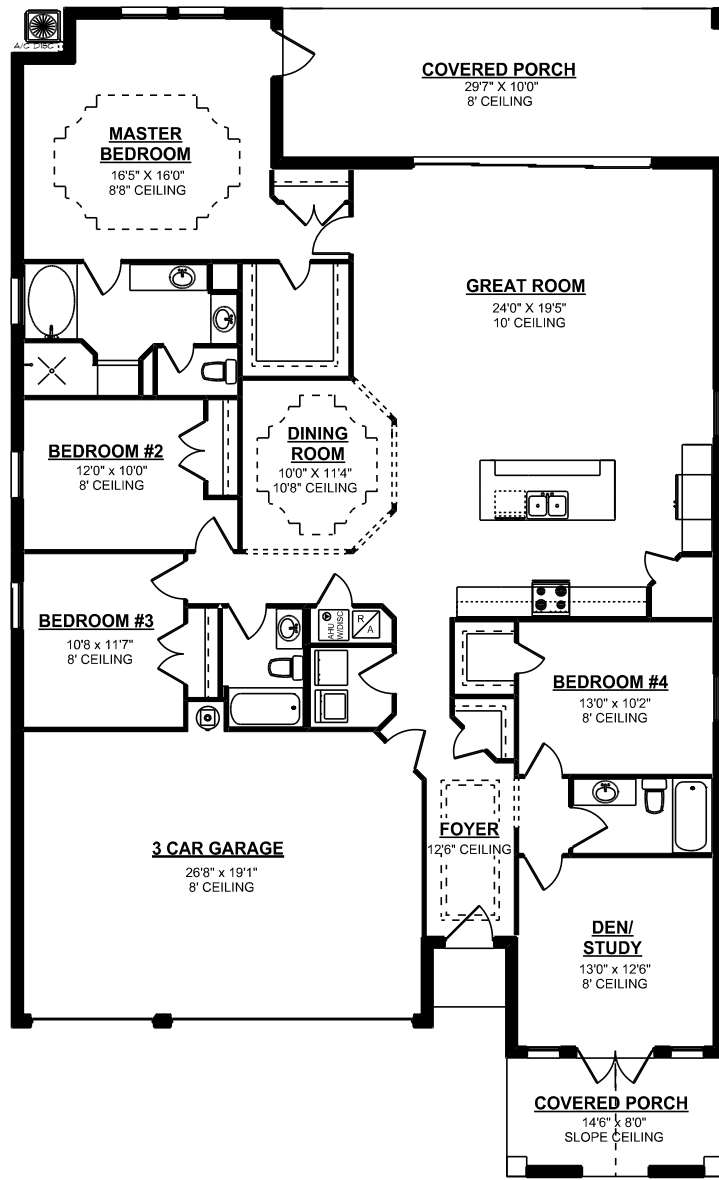 A/C DISC
COVERED PORCH
29'7" X 10'0"
8' CEILING
MASTER
BEDROOM
16'5" X 16'0"
8'8" CEILING
GREAT ROOM
24'0" X 19'5"
10' CEILING
BEDROOM #2
12'0" x 10'0"
8' CEILING
DINING
ROOM
10'0" X 11'4"
10'8" CEILING
BEDROOM #3
10'8 x 11'7"
8' CEILING
AHU
W/DISC
R
A
BEDROOM #4
13'0" x 10'2"
8' CEILING
3 CAR GARAGE
26'8" x 19'1"
8' CEILING
FOYER
12'6" CEILING
DEN/
STUDY
13'0" x 12'6"
8' CEILING
COVERED PORCH
14'6" x 8'0"
SLOPE CEILING